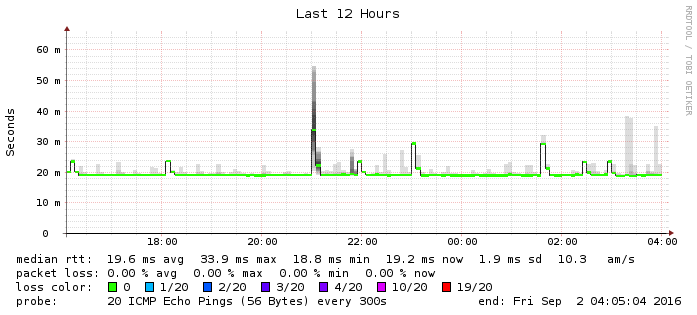 Last 12 Hours
RRDTOOL / TOBI OETIKER
Seconds
60 m
50 m
40 m
30 m
20 m
10 m
0
18:00 20:00 22:00 00:00 02:00 04:00
median rtt: 19.6 ms avg 33.9 ms max 18.8 ms min 19.2 ms now 1.9 ms sd 10.3 am/s
packet loss: 0.00 % avg 0.00 % max 0.00 % min 0.00 % now
loss color: 0 1/20 2/20 3/20 4/20 10/20 19/20
probe: 20 ICMP Echo Pings (56 Bytes) every 300s end: Fri Sep 2 04:05:04 2016